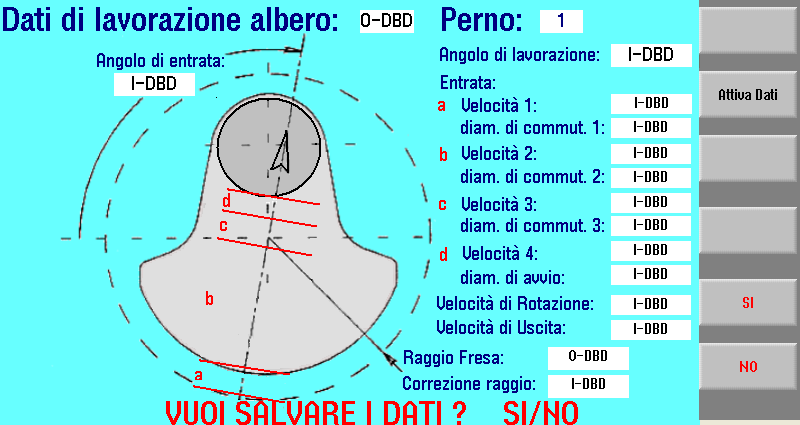 Dati di lavorazione albero: O-DBD Perno: 1
Angolo di entrata:
I-DBD
Angolo di lavorazione: I-DBD
Entrata:
a Velocità 1: I-DBD
diam. di commut. 1: I-DBD
b Velocità 2: I-DBD
diam. di commut. 2: I-DBD
c Velocità 3: I-DBD
diam. di commut. 3: I-DBD
d Velocità 4: I-DBD
diam. di avvio: I-DBD
Velocità di Rotazione: I-DBD
Velocità di Uscita: I-DBD
Raggio Fresa: O-DBD
Correzione raggio: I-DBD
d
c
b
a
VUOI SALVARE I DATI ? SI/NO
Attiva Dati
SI
NO